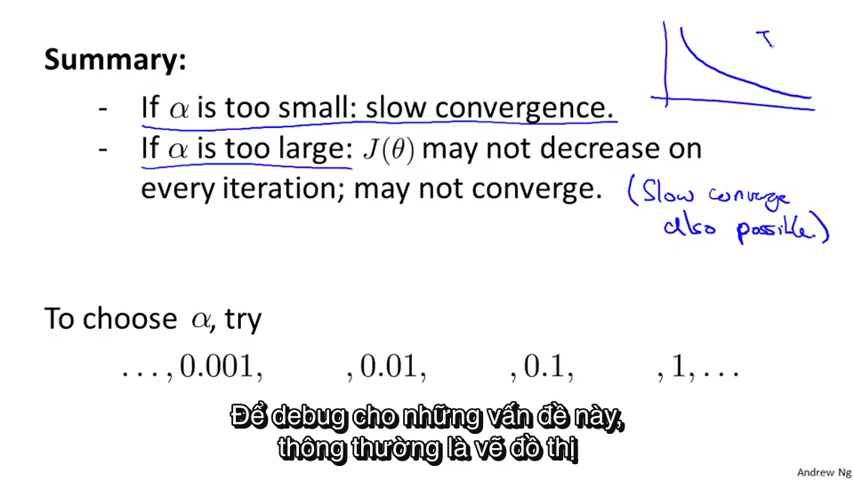 Summary:
- If α is too small: slow convergence.
- If α is too large: J(θ) may not decrease on
every iteration; may not converge. (Slow converge
also possible.)
To choose α, try
..., 0.001, , 0.01, , 0.1, , 1, ...
Để debug cho những vấn đề này,
thông thường là vẽ đồ thị
Andrew Ng